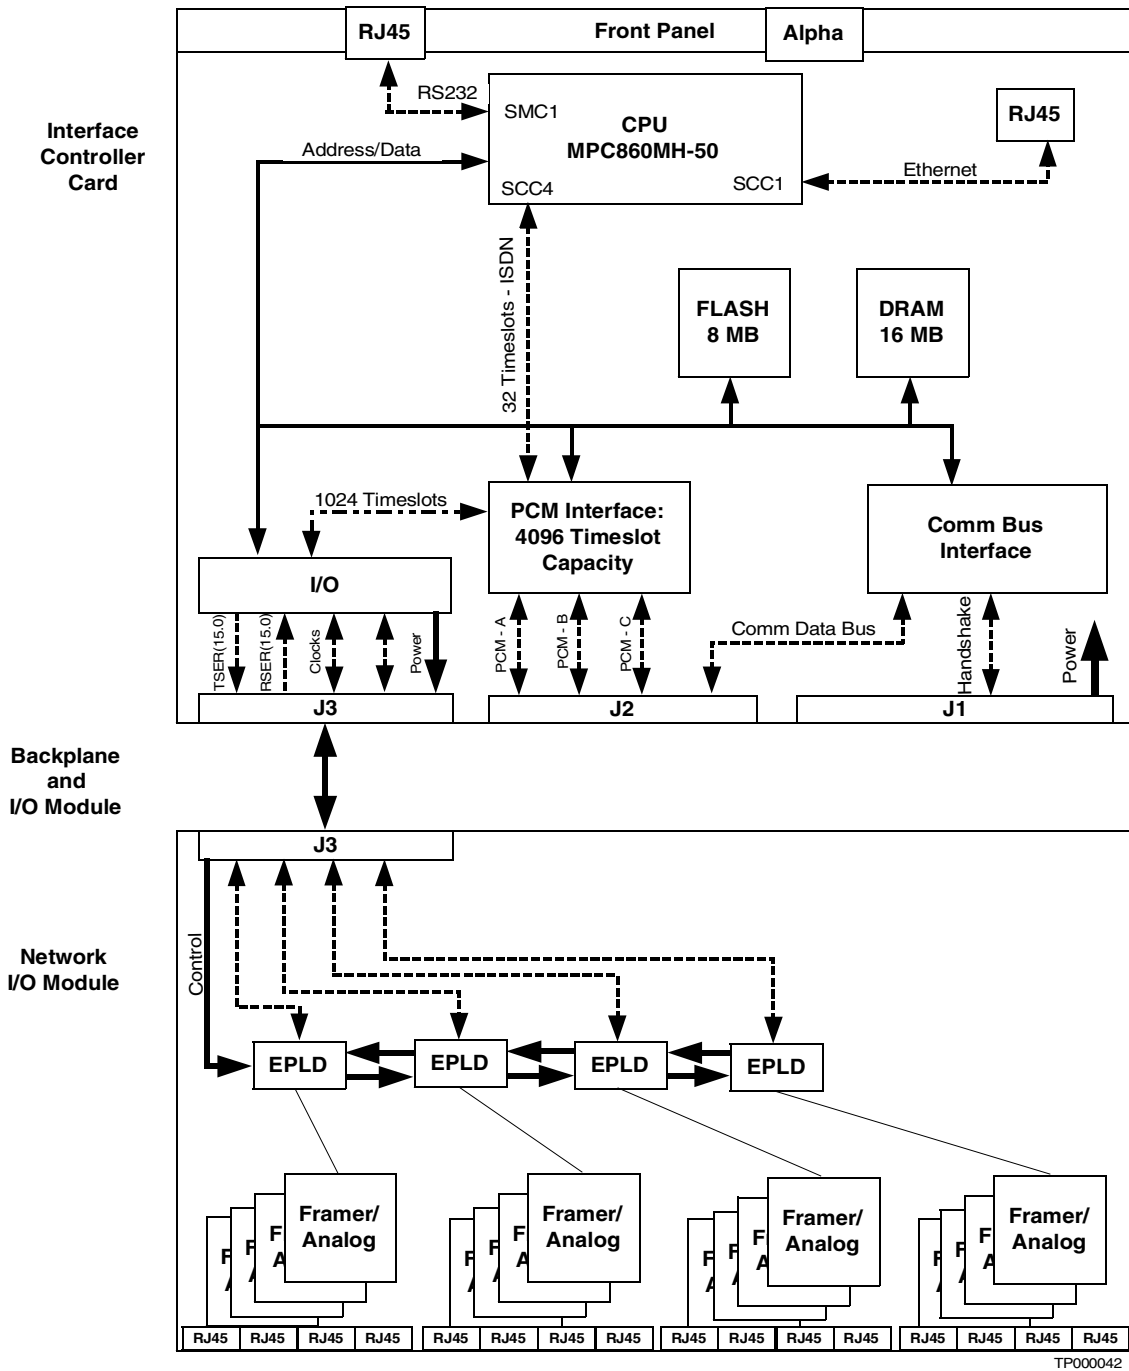 RJ45
Front Panel
Alpha
RS232
SMC1
CPU
MPC860MH-50
RJ45
Interface
Controller
Card
Address/Data
SCC4
SCC1
Ethernet
32 Timeslots - ISDN
FLASH
8 MB
DRAM
16 MB
1024 Timeslots
PCM Interface:
4096 Timeslot
Capacity
Comm Bus
Interface
I/O
TSER(15.0)
RSER(15.0)
Clocks
Power
PCM - A
PCM - B
PCM - C
Comm Data Bus
Handshake
Power
J3
J2
J1
Backplane
and
I/O Module
J3
Control
Network
I/O Module
EPLD
EPLD
EPLD
EPLD
Framer/
Analog
F
A
F
A
F
A
Framer/
Analog
F
A
F
A
F
A
Framer/
Analog
F
A
F
A
F
A
Framer/
Analog
F
A
F
A
F
A
RJ45 RJ45 RJ45 RJ45
RJ45 RJ45 RJ45 RJ45
RJ45 RJ45 RJ45 RJ45
RJ45 RJ45 RJ45 RJ45
TP000042